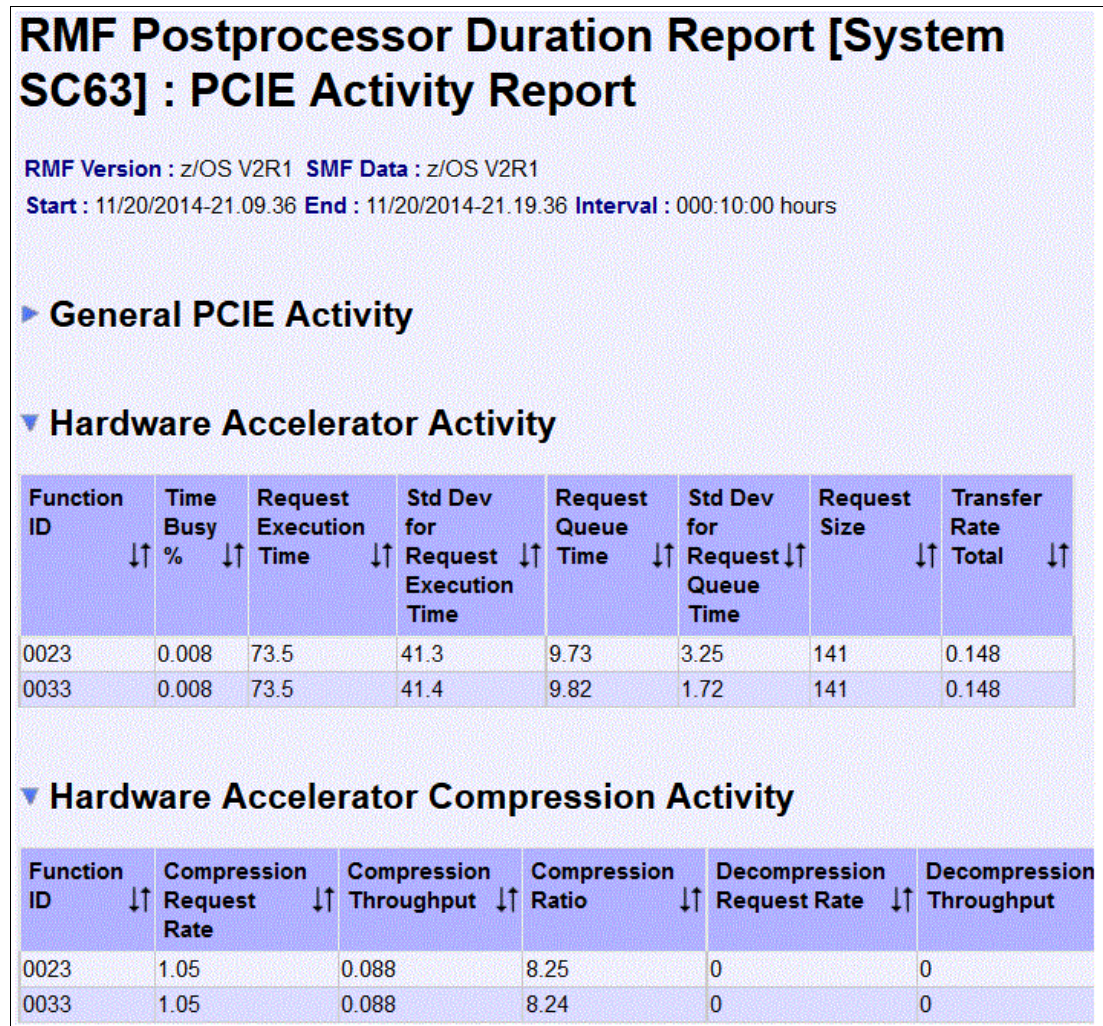 RMF Postprocessor Duration Report [System
SC63] : PCIE Activity Report
RMF Version : z/OS V2R1 SMF Data : z/OS V2R1
Start : 11/20/2014-21.09.36 End : 11/20/2014-21.19.36 Interval : 000:10:00 hours
General PCIE Activity
Hardware Accelerator Activity
Function ID Time Busy % Request Execution Time Std Dev for Request Execution Time Request Queue Time Std Dev for Request Queue Time Request Size Transfer Rate Total
0023 0.008 73.5 41.3 9.73 3.25 141 0.148
0033 0.008 73.5 41.4 9.82 1.72 141 0.148
Hardware Accelerator Compression Activity
Function ID Compression Request Rate Compression Throughput Compression Ratio Decompression Request Rate Decompression Throughput
0023 1.05 0.088 8.25 0 0
0033 1.05 0.088 8.24 0 0